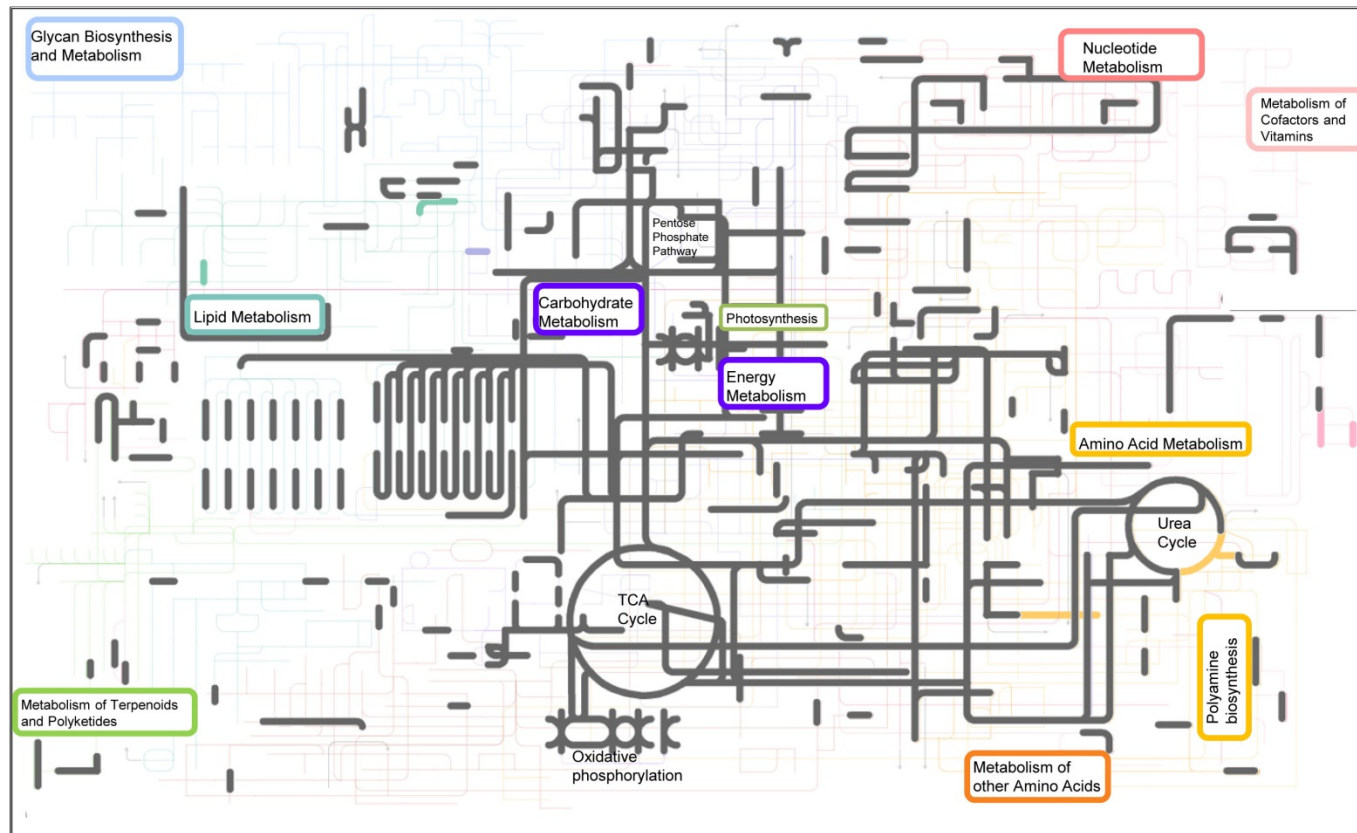 Glycan Biosynthesis
and Metabolism
Nucleotide
Metabolism
Metabolism of
Cofactors and
Vitamins
Pentose
Phosphate
Pathway
Lipid Metabolism
Carbohydrate
Metabolism
Photosynthesis
Energy
Metabolism
Amino Acid Metabolism
Urea
Cycle
TCA
Cycle
Polyamine
biosynthesis
Metabolism of Terpenoids
and Polyketides
Oxidative
phosphorylation
Metabolism of
other Amino Acids